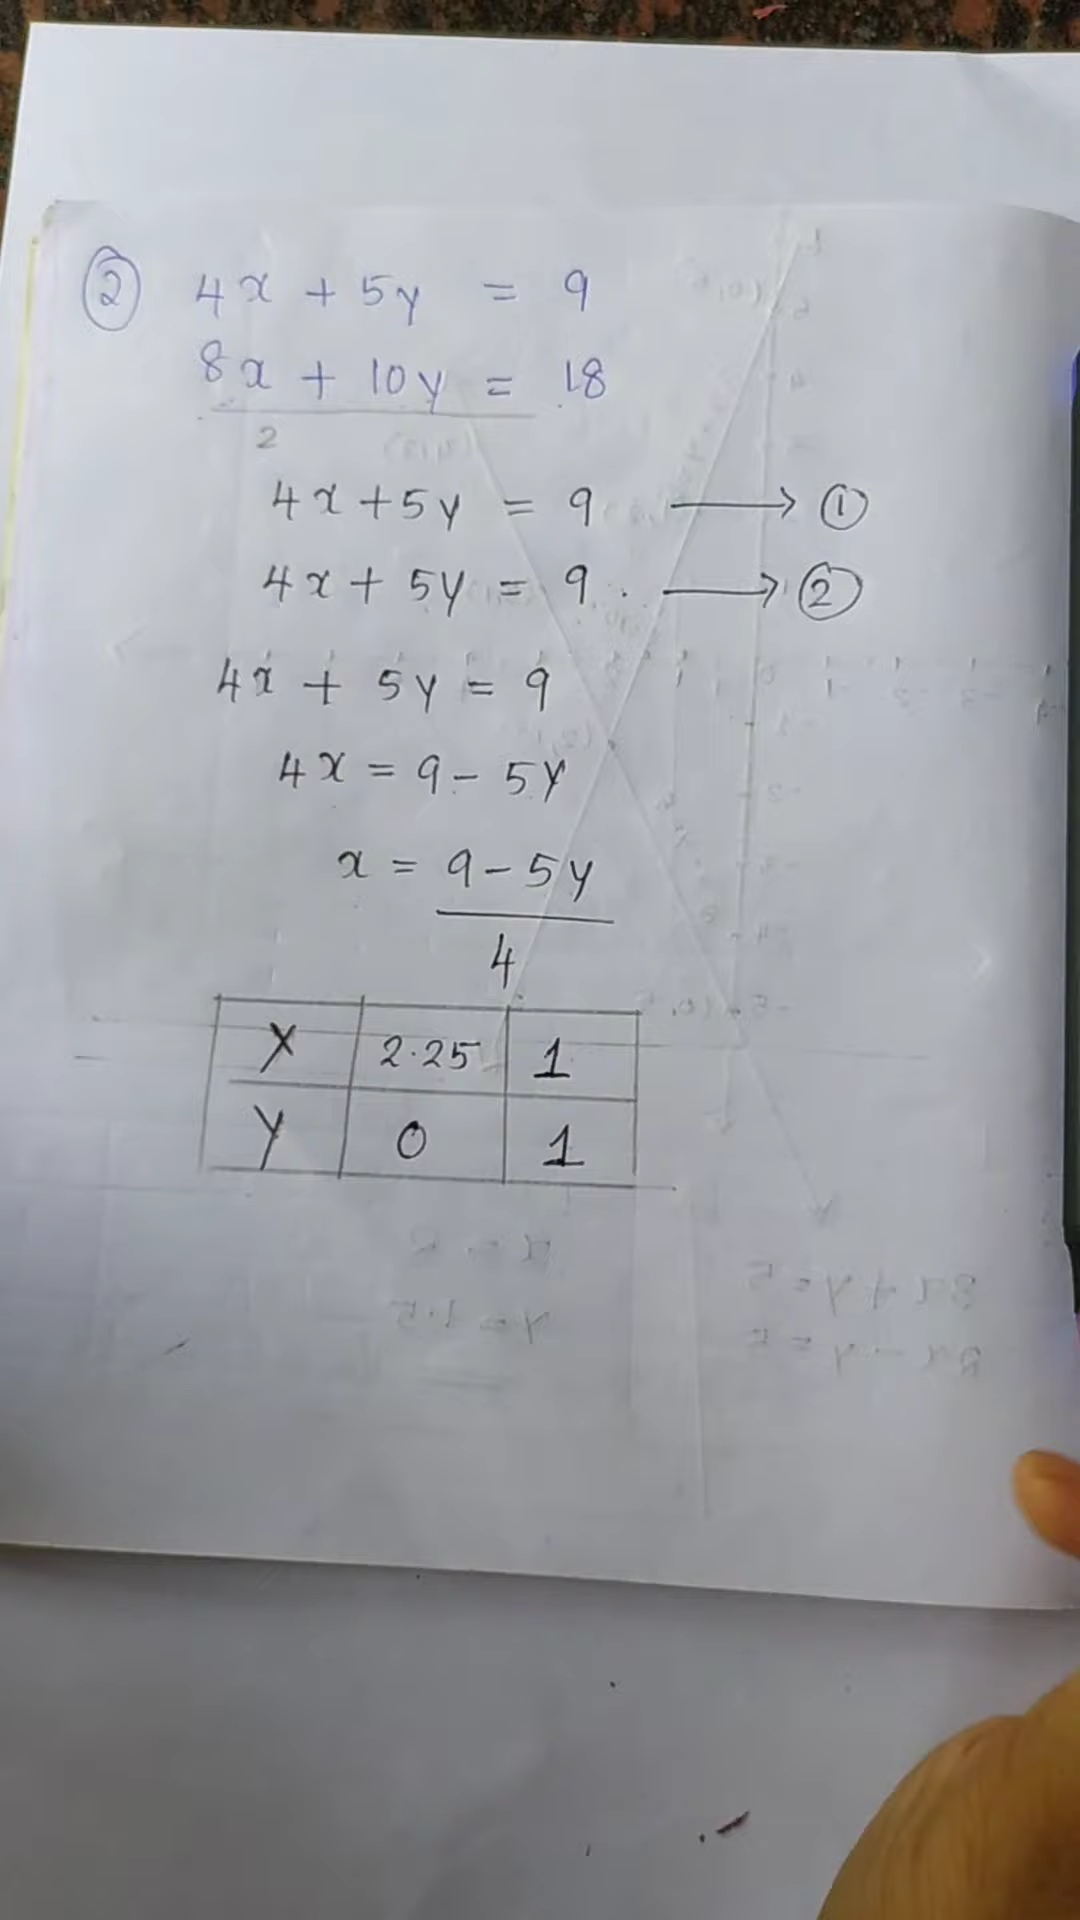 ② 4x + 5y = 9
8x + 10y = 18
2
4x + 5y = 9 ⟶ ①
4x + 5y = 9 . ⟶ ②
4x + 5y = 9
4x = 9 - 5y
x = 9 - 5y
4
X 2.25 1
Y 0 1